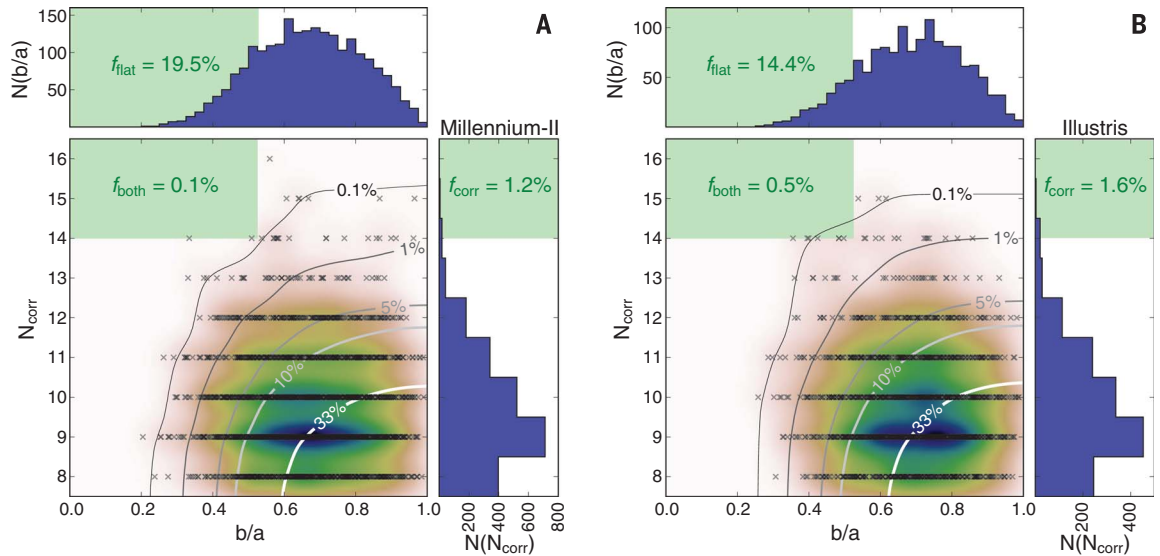 A
N(b/a)
150
100
50
f_flat = 19.5%
Millennium-II
N_corr
16
15
14
13
12
11
10
9
8
f_both = 0.1%
0.1%
1%
5%
10%
33%
f_corr = 1.2%
0.0 0.2 0.4 0.6 0.8 1.0
b/a
200 400 600 800
N(N_corr)
B
N(b/a)
100
50
f_flat = 14.4%
Illustris
N_corr
16
15
14
13
12
11
10
9
8
f_both = 0.5%
0.1%
1%
5%
10%
33%
f_corr = 1.6%
0.0 0.2 0.4 0.6 0.8 1.0
b/a
200 400
N(N_corr)